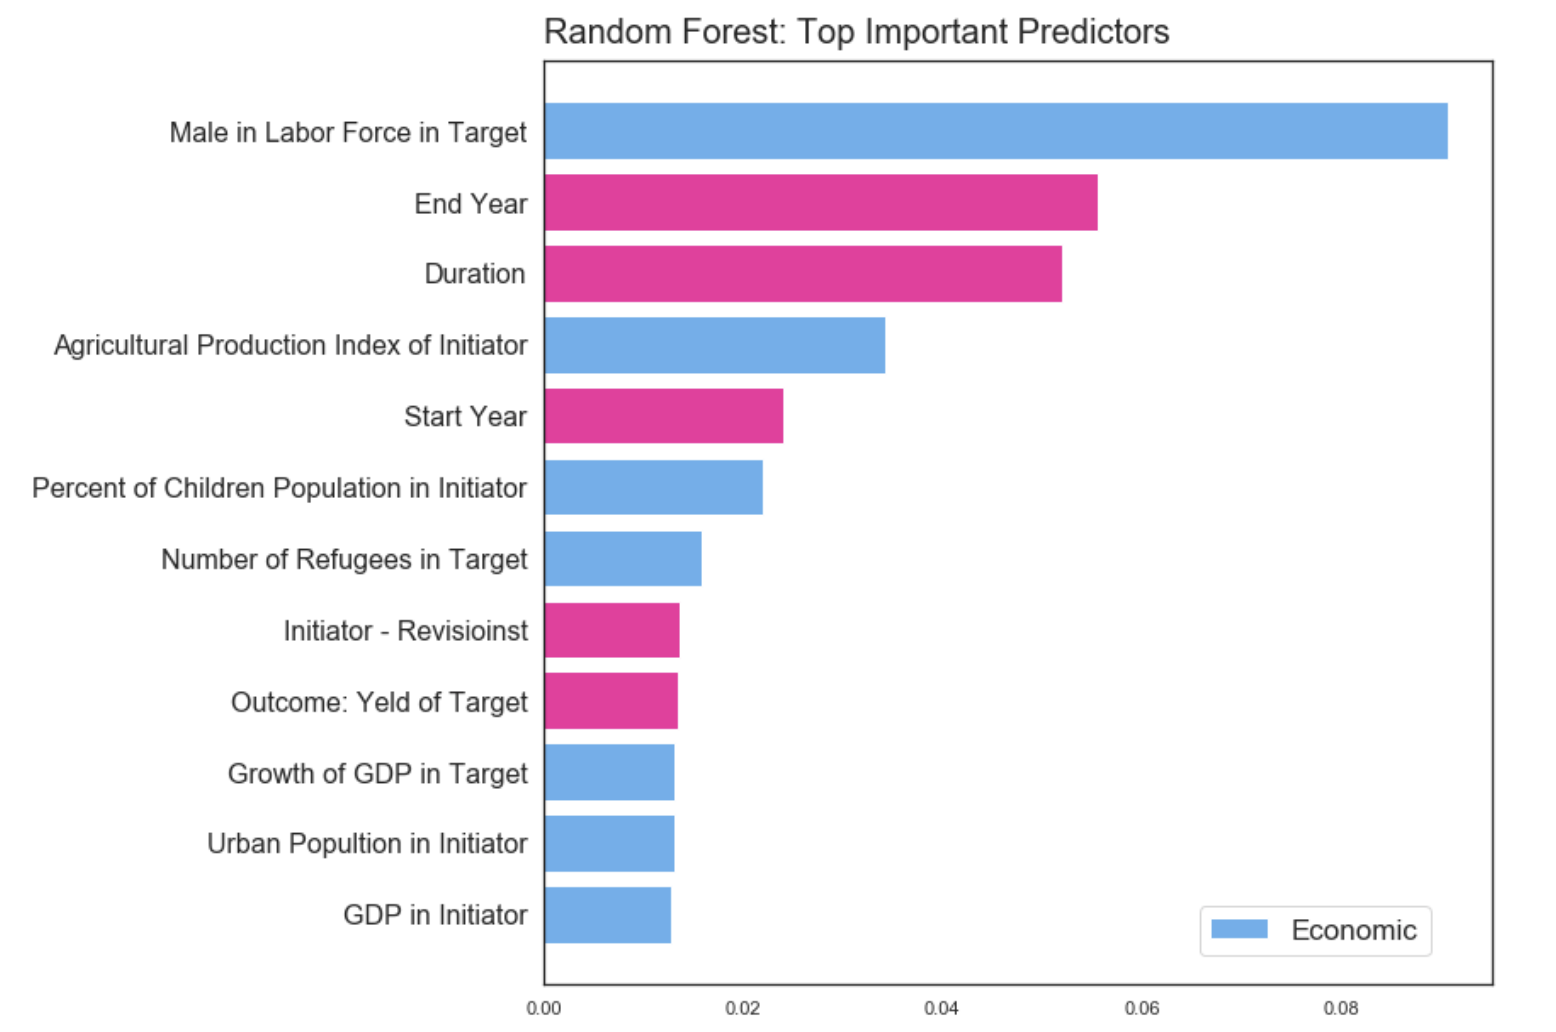 Random Forest: Top Important Predictors
Male in Labor Force in Target
End Year
Duration
Agricultural Production Index of Initiator
Start Year
Percent of Children Population in Initiator
Number of Refugees in Target
Initiator - Revisioinst
Outcome: Yeld of Target
Growth of GDP in Target
Urban Popultion in Initiator
GDP in Initiator
Economic
0.00 0.02 0.04 0.06 0.08